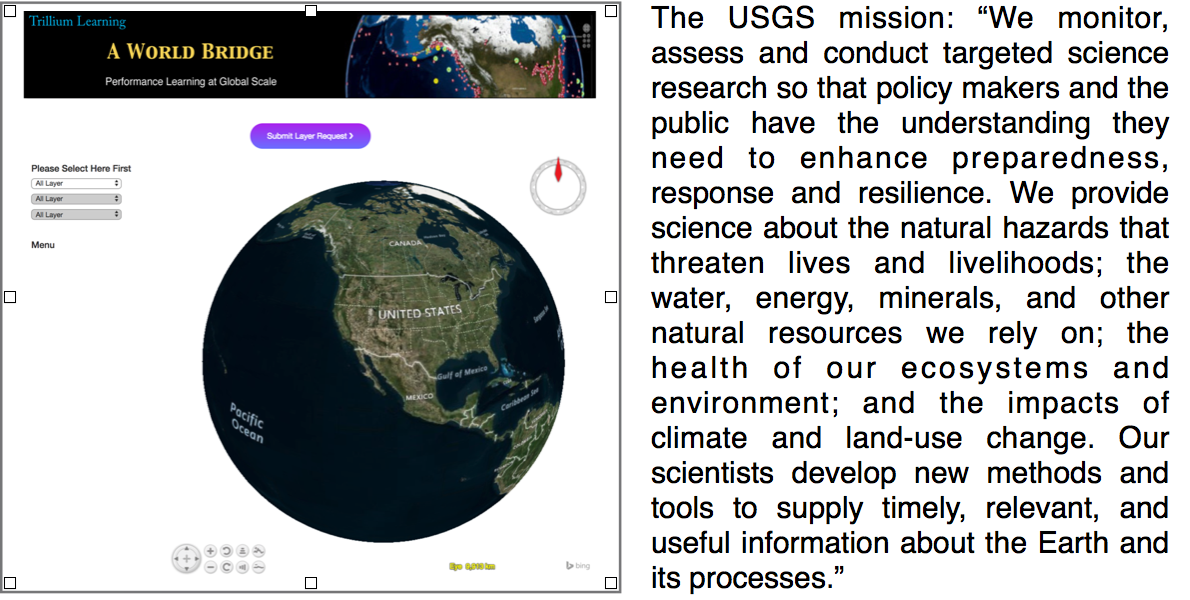 Trillium Learning
A WORLD BRIDGE
Performance Learning at Global Scale
Submit Layer Request
Please Select Here First
All Layer
All Layer
All Layer
Menu
CANADA
UNITED STATES
Gulf of Mexico
MEXICO
Caribbean Sea
Pacific
Ocean
Eye
km
bing
The USGS mission: “We monitor,
assess and conduct targeted science
research so that policy makers and the
public have the understanding they
need to enhance preparedness,
response and resilience. We provide
science about the natural hazards that
threaten lives and livelihoods; the
water, energy, minerals, and other
natural resources we rely on; the
health of our ecosystems and
environment; and the impacts of
climate and land-use change. Our
scientists develop new methods and
tools to supply timely, relevant, and
useful information about the Earth and
its processes.”